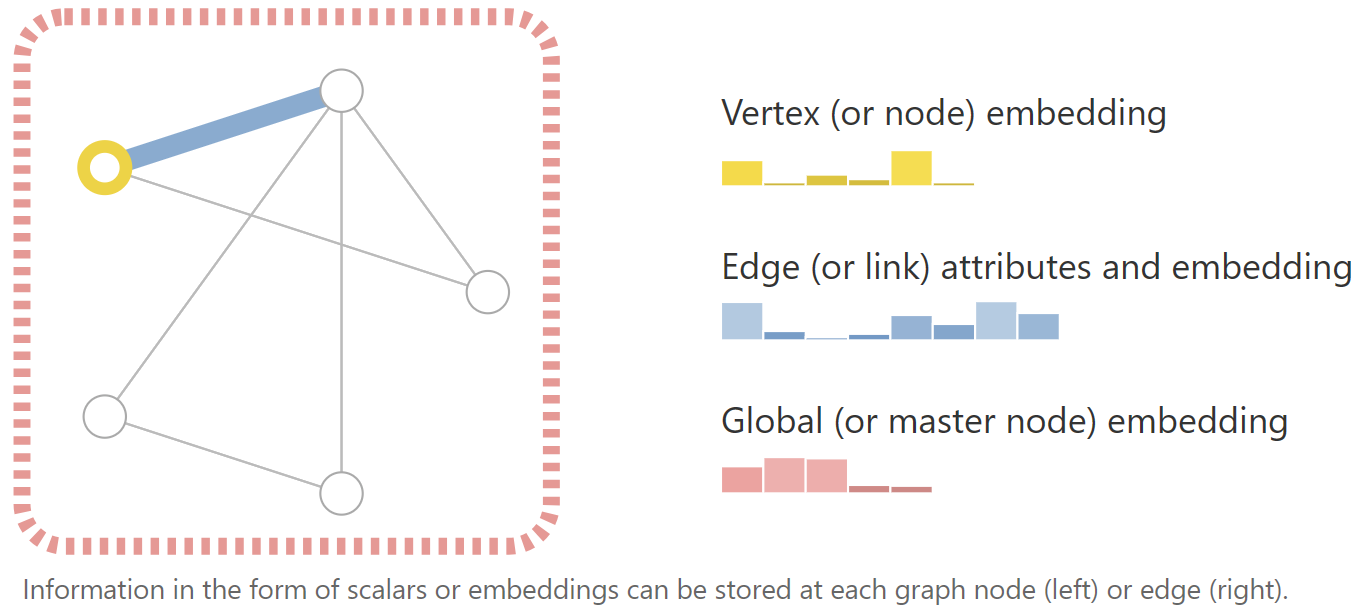 Vertex (or node) embedding
Edge (or link) attributes and embedding
Global (or master node) embedding
Information in the form of scalars or embeddings can be stored at each graph node (left) or edge (right).